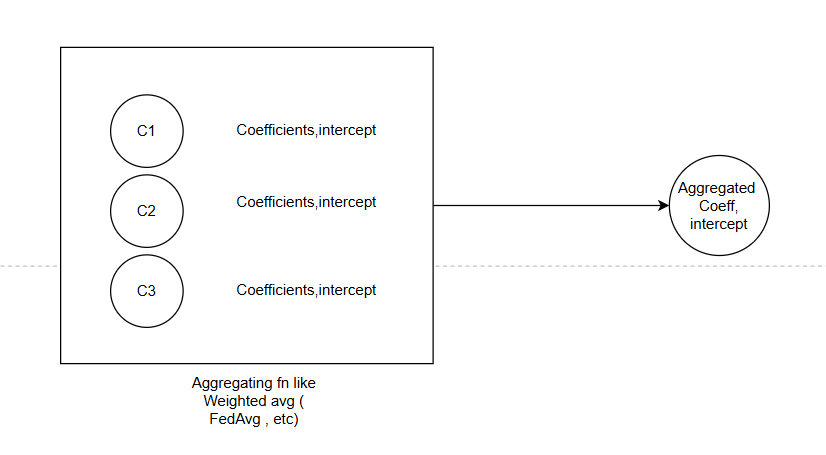 C1
Coefficients,intercept
C2
Coefficients,intercept
C3
Coefficients,intercept
Aggregated
Coeff,
intercept
Aggregating fn like
Weighted avg (
FedAvg , etc)